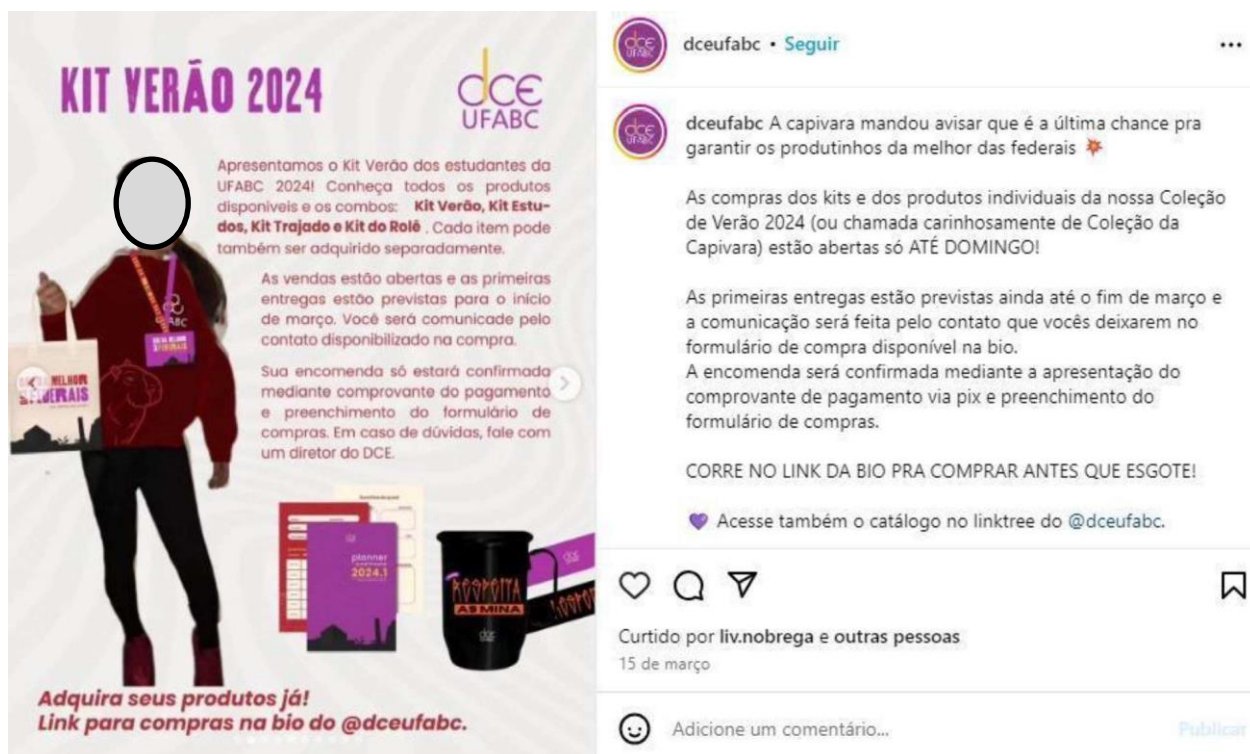 KIT VERÃO 2024
dce
UFABC
Apresentamos o Kit Verão dos estudantes da
UFABC 2024! Conheça todos os produtos
disponíveis e os combos: Kit Verão, Kit Estu-
dos, Kit Trajado e Kit do Rolê . Cada item pode
também ser adquirido separadamente.
As vendas estão abertas e as primeiras
entregas estão previstas para o início
de março. Você será comunicade pelo
contato disponibilizado na compra.
Sua encomenda só estará confirmada
mediante comprovante do pagamento
e preenchimento do formulário de
compras. Em caso de dúvidas, fale com
um diretor do DCE.
UFABC
DA MELHOR
FEDERAIS
MELHOR
FEDERAIS
planner
2024.1
RESPEITA
AS MINA
dce
dce
Adquira seus produtos já!
Link para compras na bio do @dceufabc.
dce
UFABC
dceufabc • Seguir
dce
UFABC
dceufabc A capivara mandou avisar que é a última chance pra
garantir os produtinhos da melhor das federais
As compras dos kits e dos produtos individuais da nossa Coleção
de Verão 2024 (ou chamada carinhosamente de Coleção da
Capivara) estão abertas só ATÉ DOMINGO!
As primeiras entregas estão previstas ainda até o fim de março e
a comunicação será feita pelo contato que vocês deixarem no
formulário de compra disponível na bio.
A encomenda será confirmada mediante a apresentação do
comprovante de pagamento via pix e preenchimento do
formulário de compras.
CORRE NO LINK DA BIO PRA COMPRAR ANTES QUE ESGOTE!
💜 Acesse também o catálogo no linktree do @dceufabc.
Curtido por liv.nobrega e outras pessoas
15 de março
Adicione um comentário...
Publicar